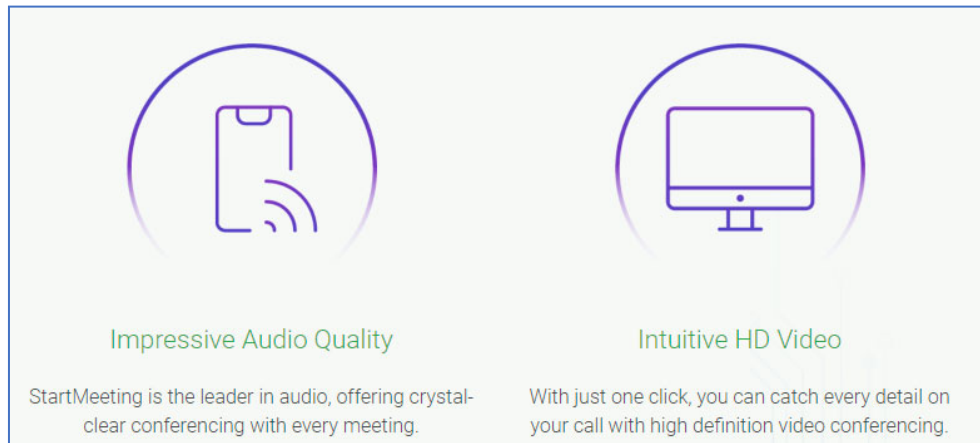 Impressive Audio Quality
StartMeeting is the leader in audio, offering crystal-
clear conferencing with every meeting.
Intuitive HD Video
With just one click, you can catch every detail on
your call with high definition video conferencing.